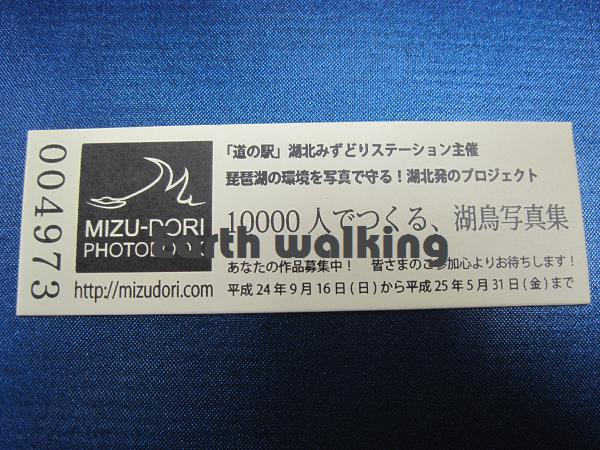 004973
MIZU-DORI
PHOTOBOOK
http://mizudori.com
「道の駅」湖北みずどりステーション主催
琵琶湖の環境を写真で守る!湖北発のプロジェクト
10000人でつくる、湖鳥写真集
earth walking
あなたの作品募集中! 皆さまのご参加心よりお待ちします!
平成24年9月16日(日)から平成25年5月31日(金)まで